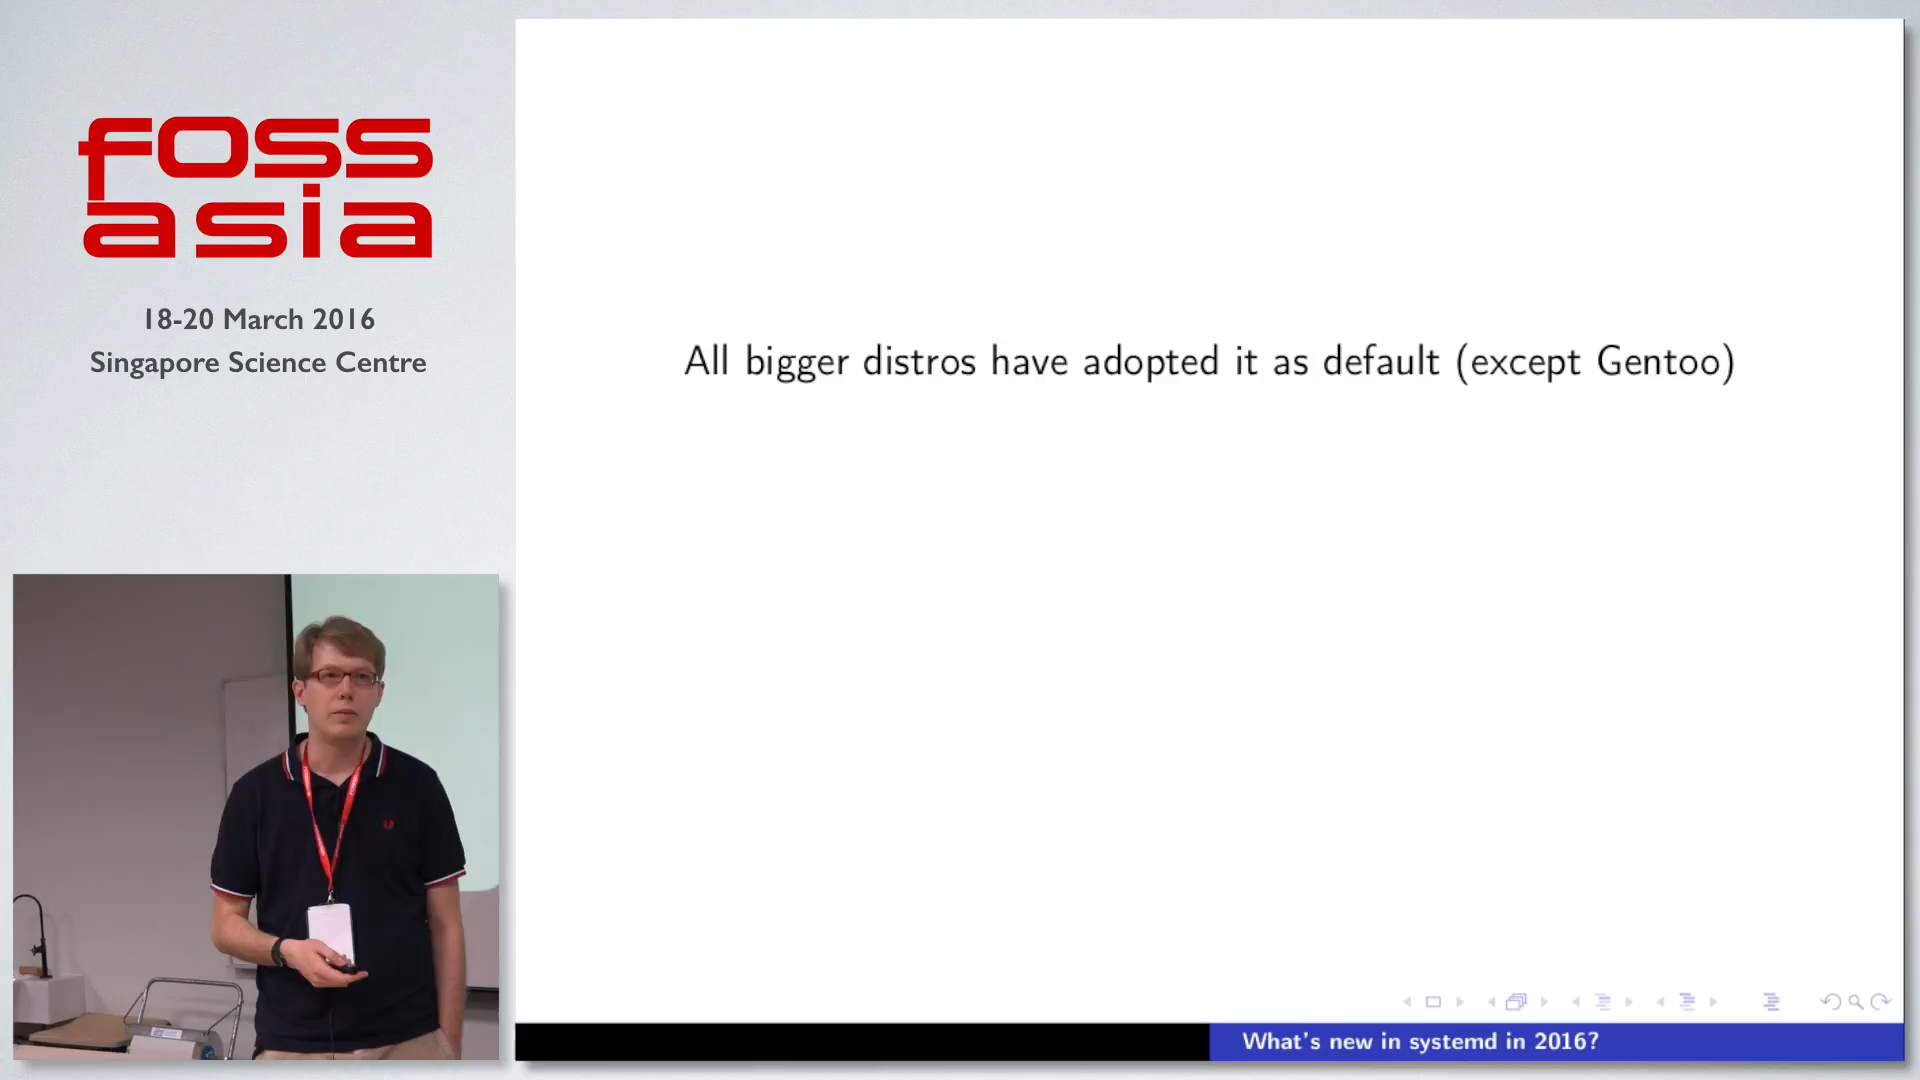 foss
asia
18-20 March 2016
Singapore Science Centre
All bigger distros have adopted it as default (except Gentoo)
What's new in systemd in 2016?